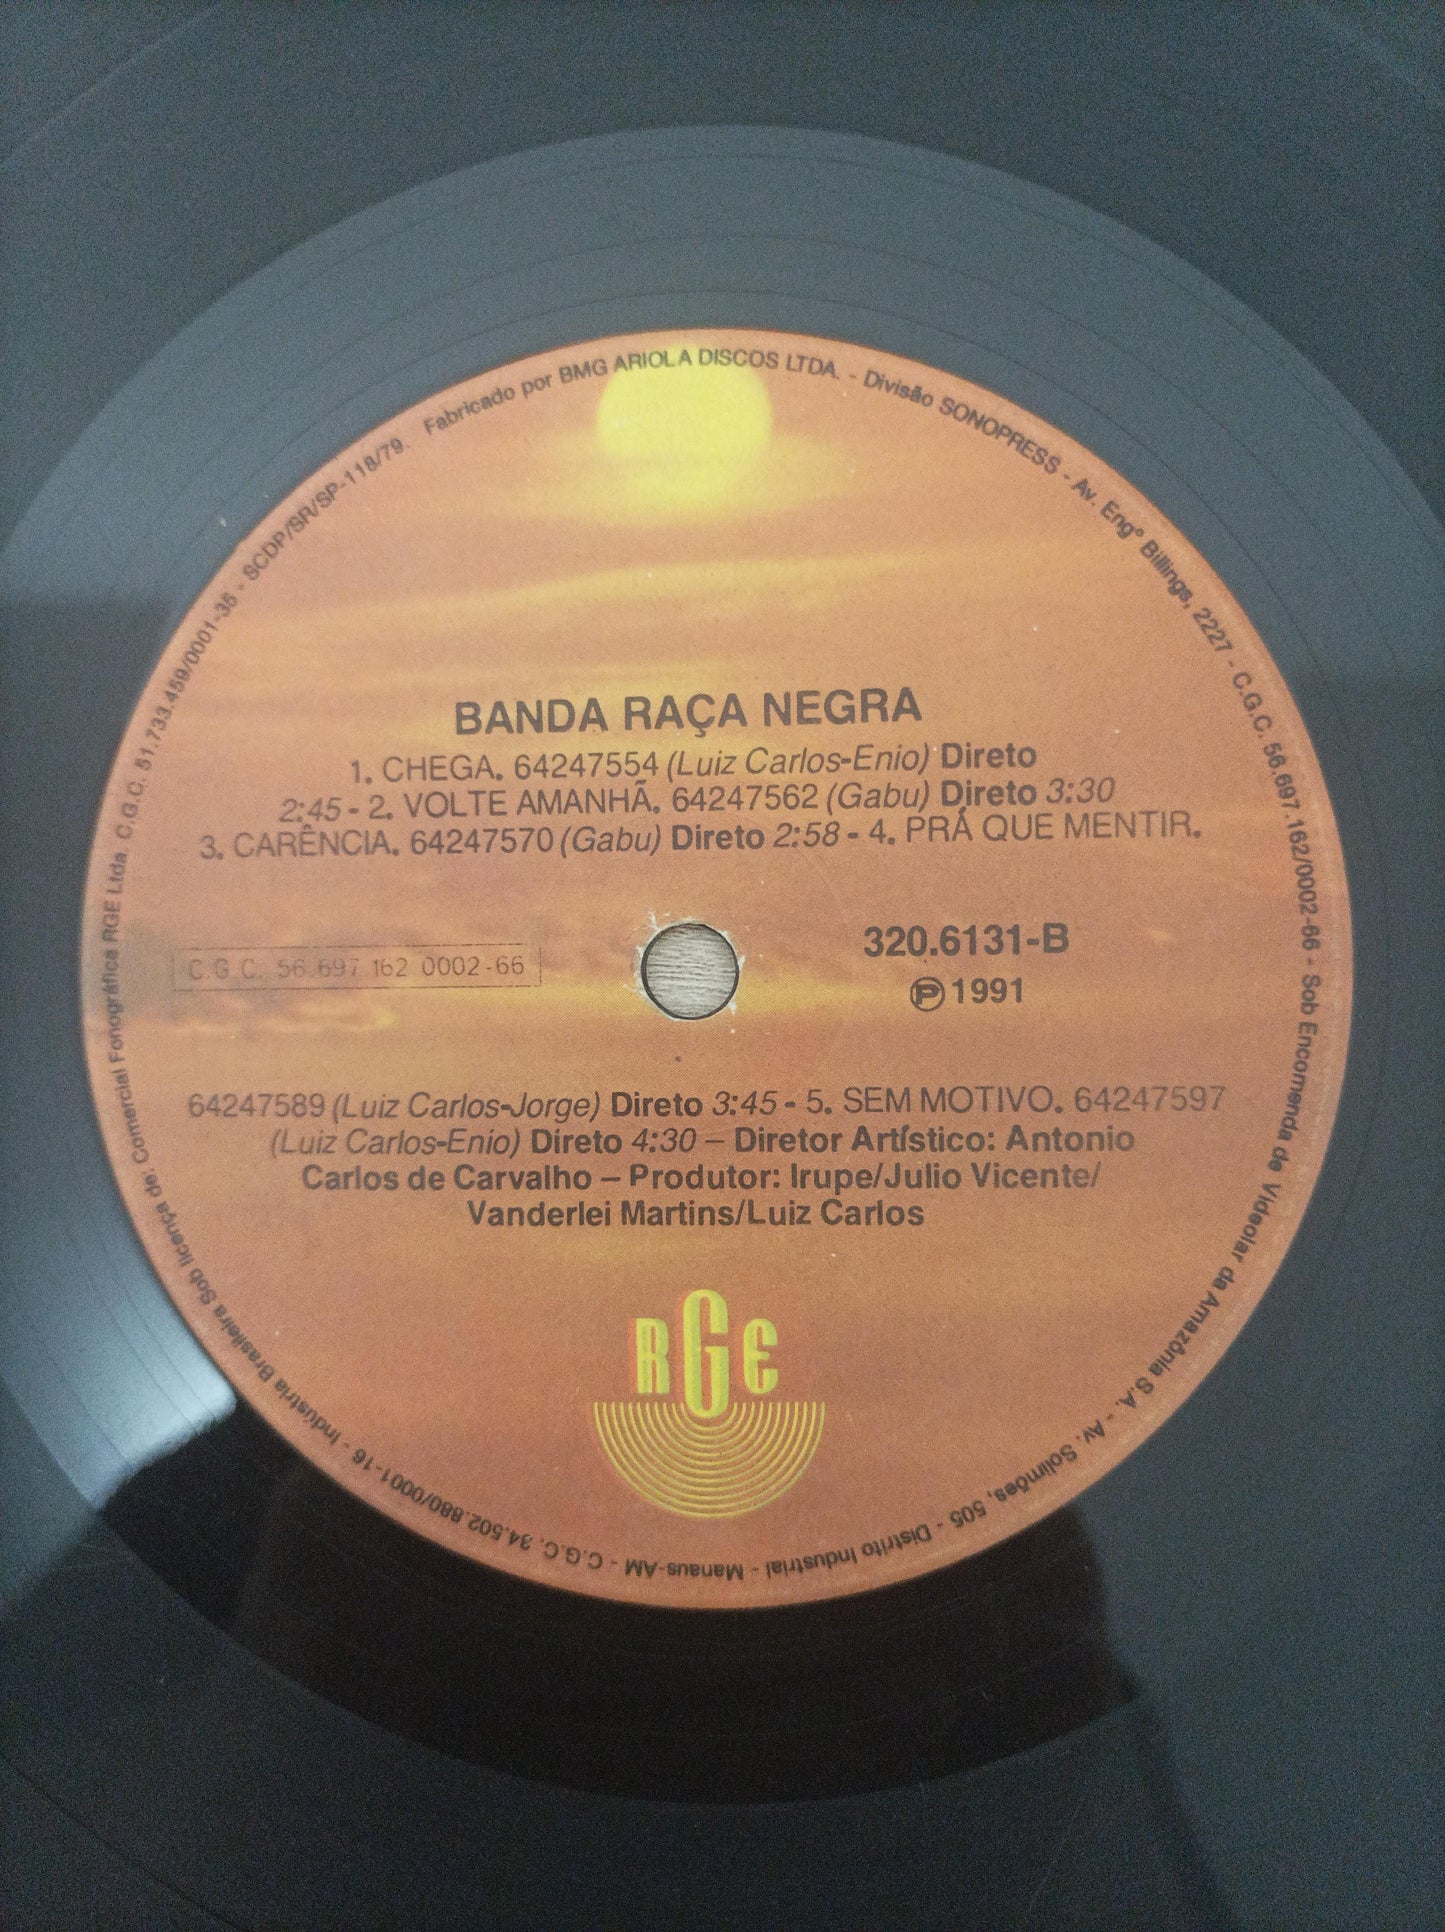 BANDA RAÇA NEGRA
1. CHEGA. 64247554 (Luiz Carlos-Enio) Direto
2:45 - 2. VOLTE AMANHÃ. 64247562 (Gabu) Direto 3:30
3. CARÊNCIA. 64247570 (Gabu) Direto 2:58 - 4. PRÁ QUE MENTIR.
C.G.C. 56.697.162 0002-66
320.6131-B
Ⓟ 1991
64247589 (Luiz Carlos-Jorge) Direto 3:45 - 5. SEM MOTIVO. 64247597
(Luiz Carlos-Enio) Direto 4:30 – Diretor Artístico: Antonio
Carlos de Carvalho – Produtor: Irupe/Julio Vicente/
Vanderlei Martins/Luiz Carlos
RGE
Fabricado por BMG ARIOLA DISCOS LTDA. - Divisão SONOPRESS - Av. Engº Billings, 2227 - C.G.C. 56.697.162/0002-66 - Sob Encomenda de Videolar da Amazônia S.A. - Av. Solimões, 505 - Distrito Industrial - Manaus-AM - C.G.C. 34.502.880/0001-16 - Indústria Brasileira Sob licença de: Comercial Fonográfica RGE Ltda. C.G.C. 51.733.459/0001-35 - SCDP/SR/SP-118/79.